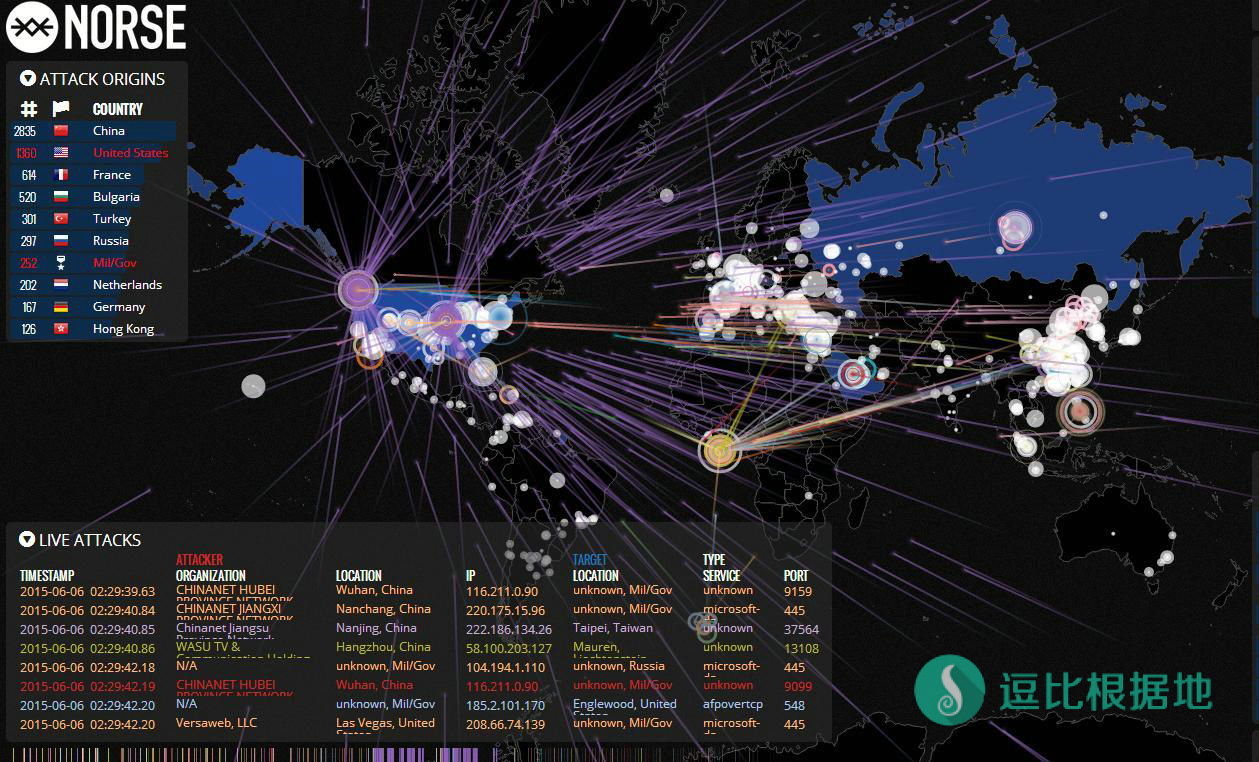 NORSE
ATTACK ORIGINS
# COUNTRY
2835 China
1360 United States
614 France
520 Bulgaria
301 Turkey
297 Russia
252 Mil/Gov
202 Netherlands
167 Germany
126 Hong Kong
LIVE ATTACKS
ATTACKER TARGET TYPE
TIMESTAMP ORGANIZATION LOCATION IP LOCATION SERVICE PORT
2015-06-06 02:29:39.63 CHINANET HUBEI Wuhan, China 116.211.0.90 unknown, Mil/Gov unknown 9159
PROVINCE NETWORK
2015-06-06 02:29:40.84 CHINANET JIANGXI Nanchang, China 220.175.15.96 unknown, Mil/Gov microsoft- 445
PROVINCE NETWORK
2015-06-06 02:29:40.85 Chinanet Jiangsu Nanjing, China 222.186.134.26 Taipei, Taiwan unknown 37564
Province Network
2015-06-06 02:29:40.86 WASU TV & Hangzhou, China 58.100.203.127 Mauren, unknown 13108
Communication Holding Liechtenstein
2015-06-06 02:29:42.18 N/A unknown, Mil/Gov 104.194.1.110 unknown, Russia microsoft- 445
ds
2015-06-06 02:29:42.19 CHINANET HUBEI Wuhan, China 116.211.0.90 unknown, Mil/Gov unknown 9099
PROVINCE NETWORK
2015-06-06 02:29:42.20 N/A unknown, Mil/Gov 185.2.101.170 Englewood, United afpovertcp 548
States
2015-06-06 02:29:42.20 Versaweb, LLC Las Vegas, United 208.66.74.139 unknown, Mil/Gov microsoft- 445
States ds
逗比根据地